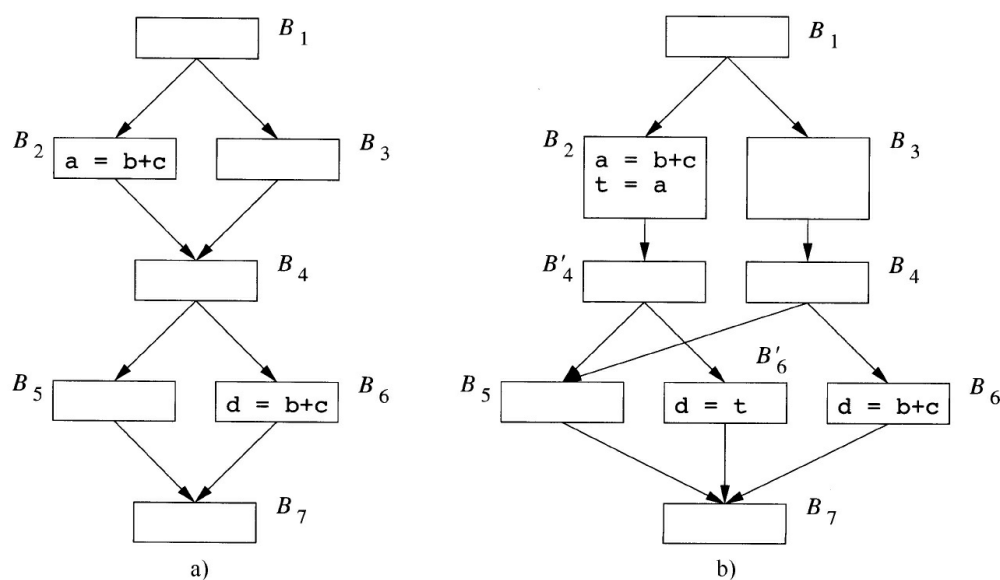 B1
B2
a = b+c
B3
B4
B5
B6
d = b+c
B7
a)
B1
B2
a = b+c
t = a
B3
B′4
B4
B5
B′6
d = t
B6
d = b+c
B7
b)